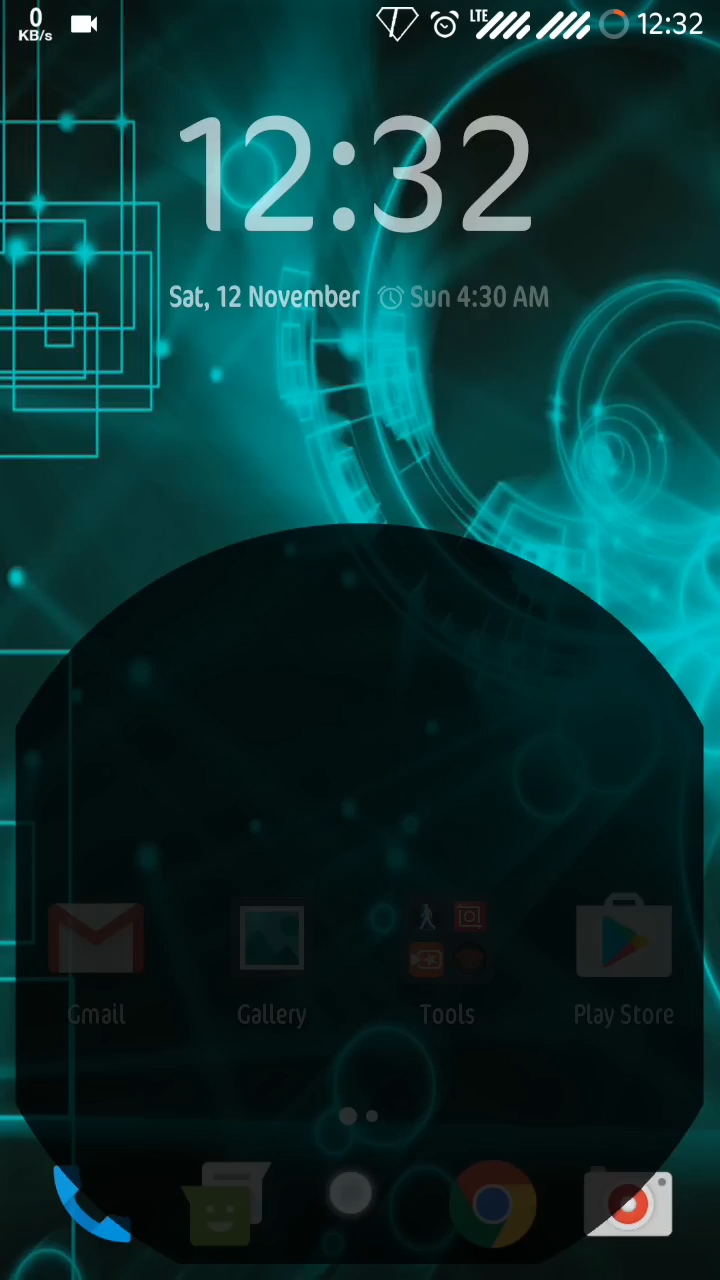 0
KB/s
LTE
12:32
12:32
Sat, 12 November Sun 4:30 AM
Gmail Gallery Tools Play Store